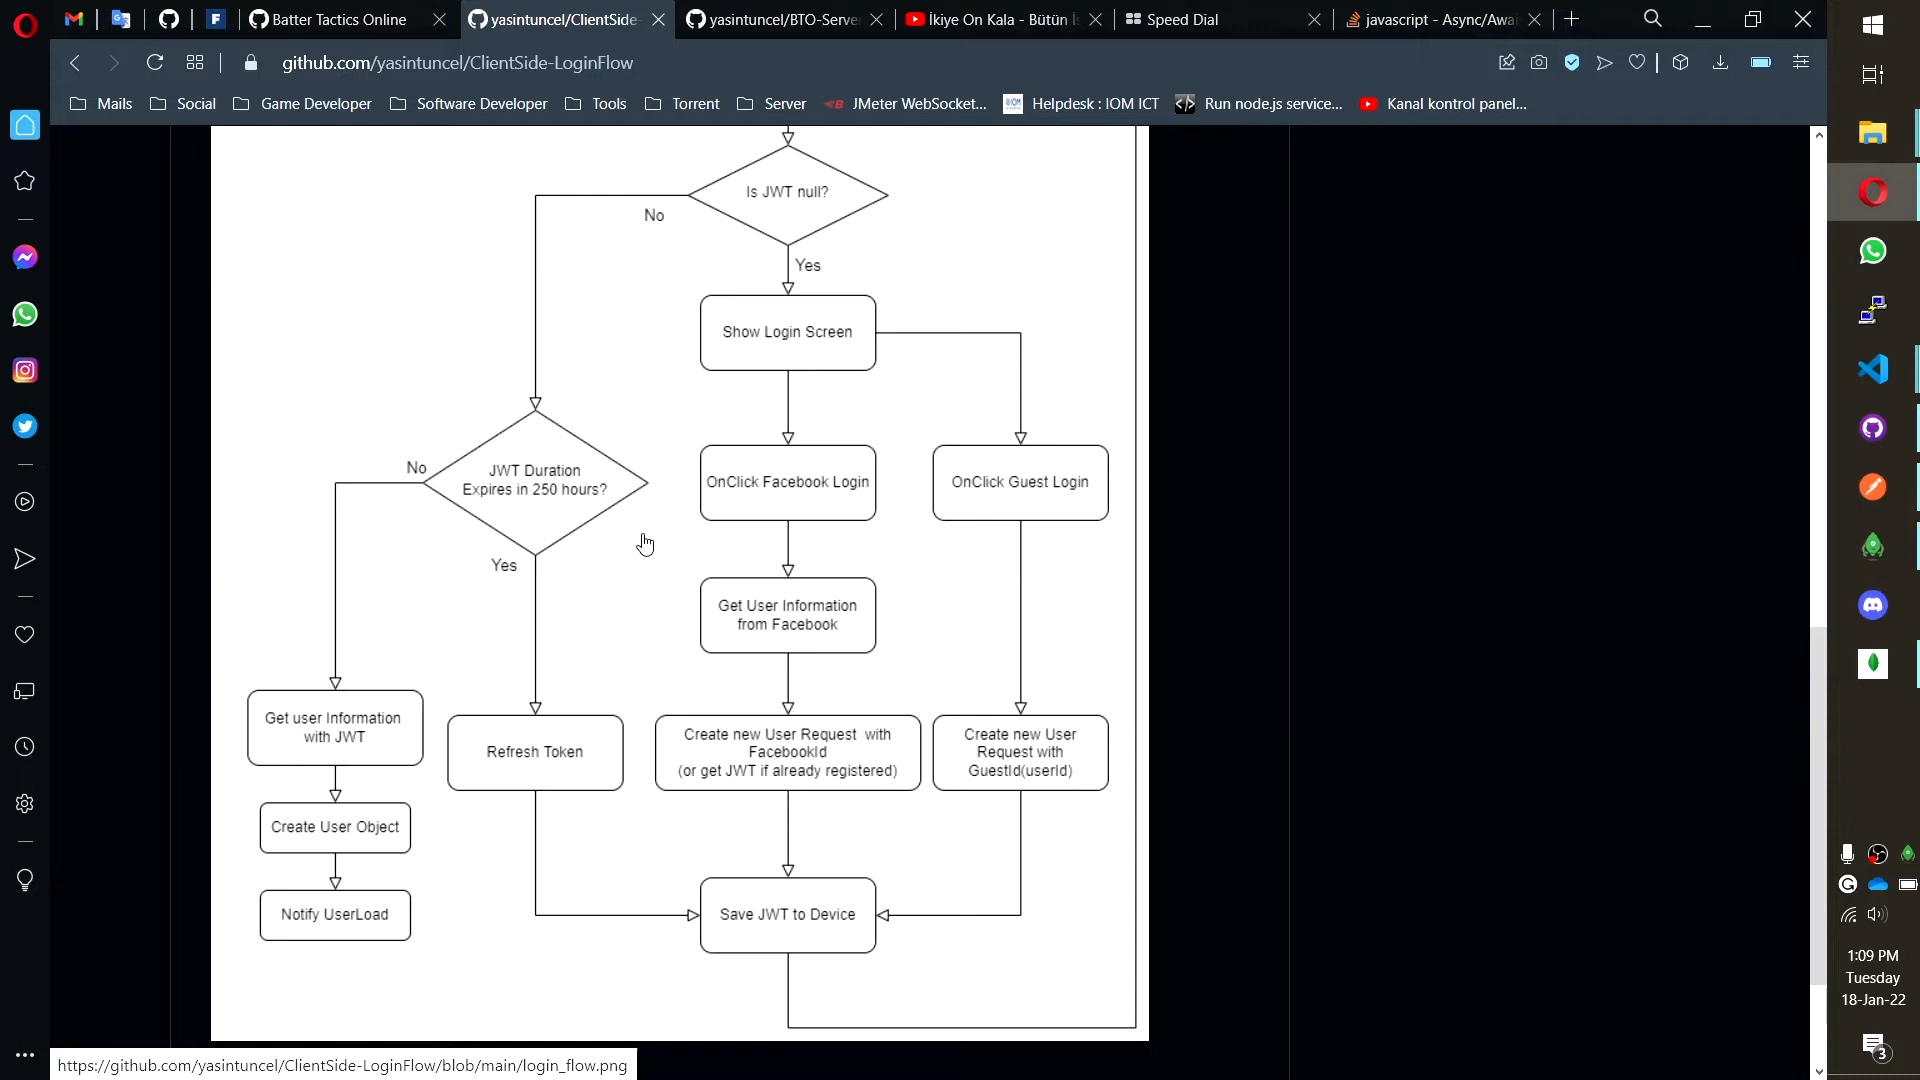 Batter Tactics Online
yasintuncel/ClientSide-
yasintuncel/BTO-Serve
İkiye On Kala - Bütün
Speed Dial
javascript - Async/Awa
github.com/yasintuncel/ClientSide-LoginFlow
Mails
Social
Game Developer
Software Developer
Tools
Torrent
Server
JMeter WebSocket...
IOM
Helpdesk : IOM ICT
Run node.js service...
Kanal kontrol panel...
Is JWT null?
No
Yes
Show Login Screen
No
JWT Duration
Expires in 250 hours?
OnClick Facebook Login
OnClick Guest Login
Yes
Get User Information
from Facebook
Get user Information
with JWT
Refresh Token
Create new User Request with
FacebookId
(or get JWT if already registered)
Create new User
Request with
GuestId(userId)
Create User Object
Notify UserLoad
Save JWT to Device
1:09 PM
Tuesday
18-Jan-22
3
https://github.com/yasintuncel/ClientSide-LoginFlow/blob/main/login_flow.png